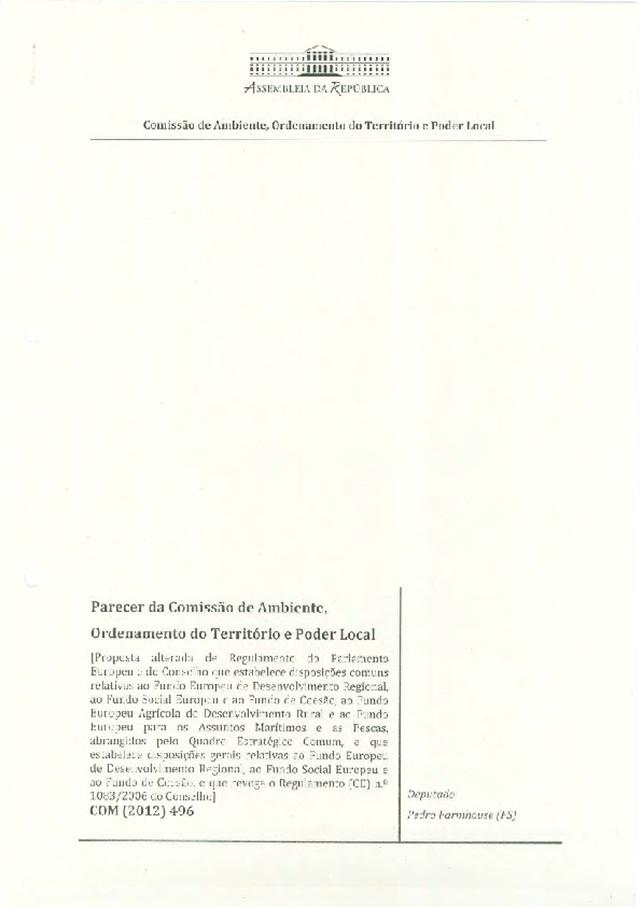 ASSEMBLEIA DA REPÚBLICA
Comissão de Ambiente, Ordenamento do Território e Poder Local
Parecer da Comissão de Ambiente,
Ordenamento do Território e Poder Local
[Proposta alterada de Regulamento do Parlamento
Europeu e do Conselho que estabelece disposições comuns
relativas ao Fundo Europeu de Desenvolvimento Regional,
ao Fundo Social Europeu e ao Fundo de Coesão, ao Fundo
Europeu Agrícola de Desenvolvimento Rural e ao Fundo
Europeu para os Assuntos Marítimos e as Pescas,
abrangidos pelo Quadro Estratégico Comum, e que
estabelece disposições gerais relativas ao Fundo Europeu
de Desenvolvimento Regional, ao Fundo Social Europeu e
ao Fundo de Coesão, e que revoga o Regulamento (CE) n.º
1083/2006 do Conselho]
COM (2012) 496
Deputado
Pedro Farmhouse (PS)